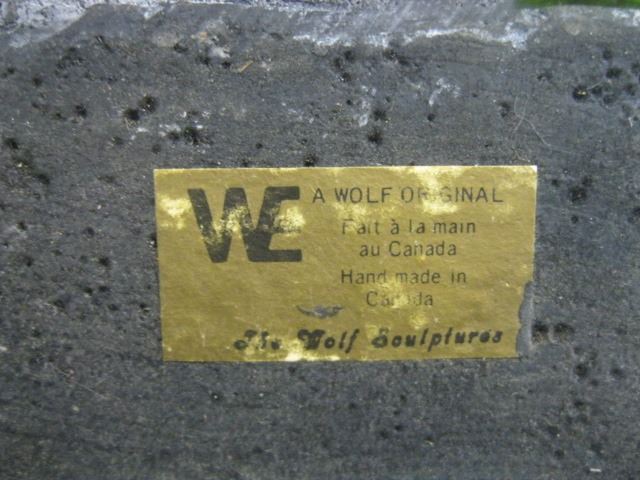 WE
A WOLF ORIGINAL
Fait à la main
au Canada
Hand made in
Canada
The Wolf Sculptures